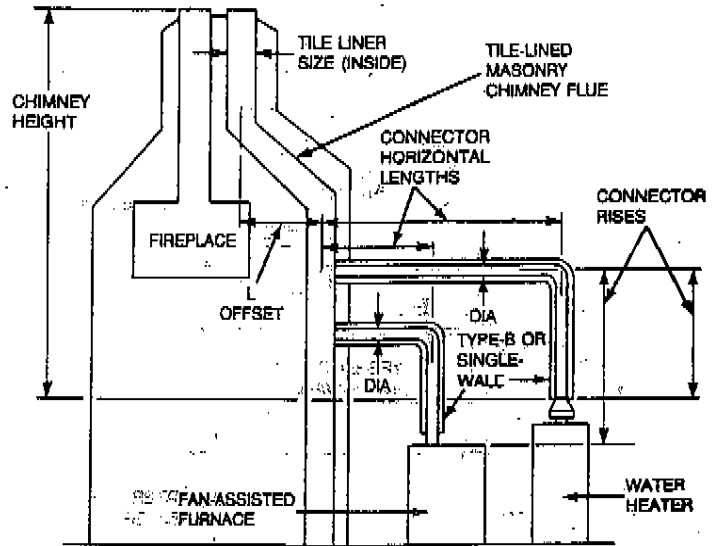 TILE LINER
SIZE (INSIDE)
TILE-LINED
MASONRY
CHIMNEY FLUE
CHIMNEY
HEIGHT
CONNECTOR
HORIZONTAL
LENGTHS
CONNECTOR
RISES
FIREPLACE
L
OFFSET
DIA
TYPE-B OR
SINGLE-
WALL
DIA
FAN-ASSISTED
FURNACE
WATER
HEATER